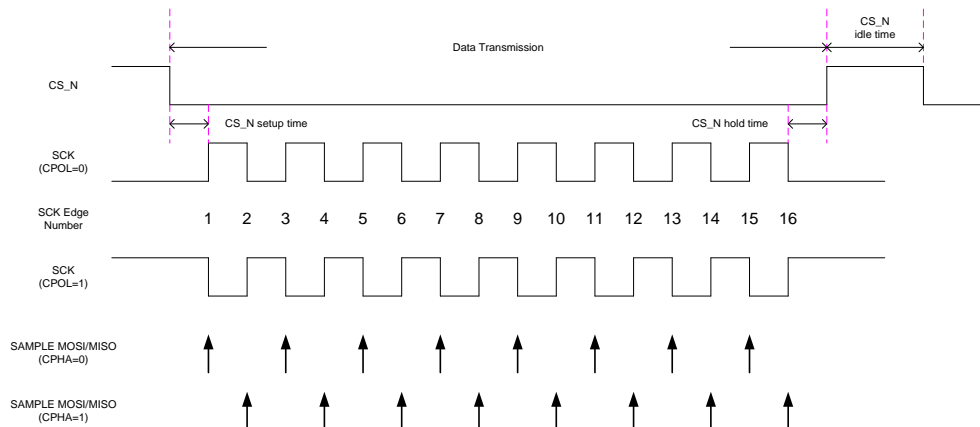 CS_N
idle time
Data Transmission
CS_N
CS_N setup time
CS_N hold time
SCK
(CPOL=0)
SCK Edge
Number
1 2 3 4 5 6 7 8 9 10 11 12 13 14 15 16
SCK
(CPOL=1)
SAMPLE MOSI/MISO
(CPHA=0)
SAMPLE MOSI/MISO
(CPHA=1)